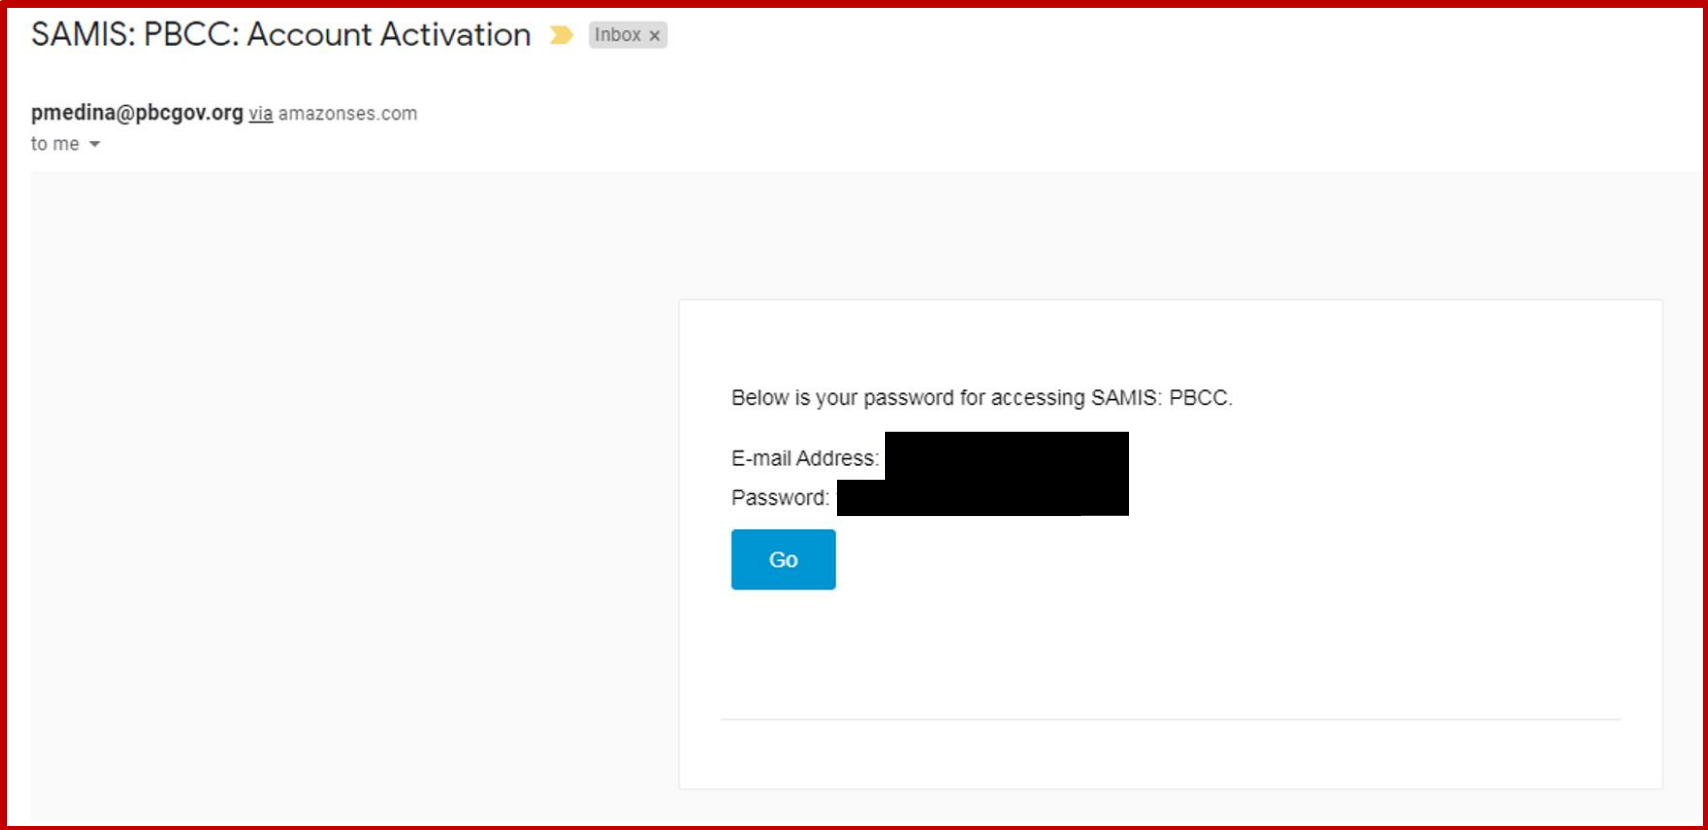 SAMIS: PBCC: Account Activation Inbox x
pmedina@pbcgov.org via amazonses.com
to me
Below is your password for accessing SAMIS: PBCC.
E-mail Address:
Password:
Go